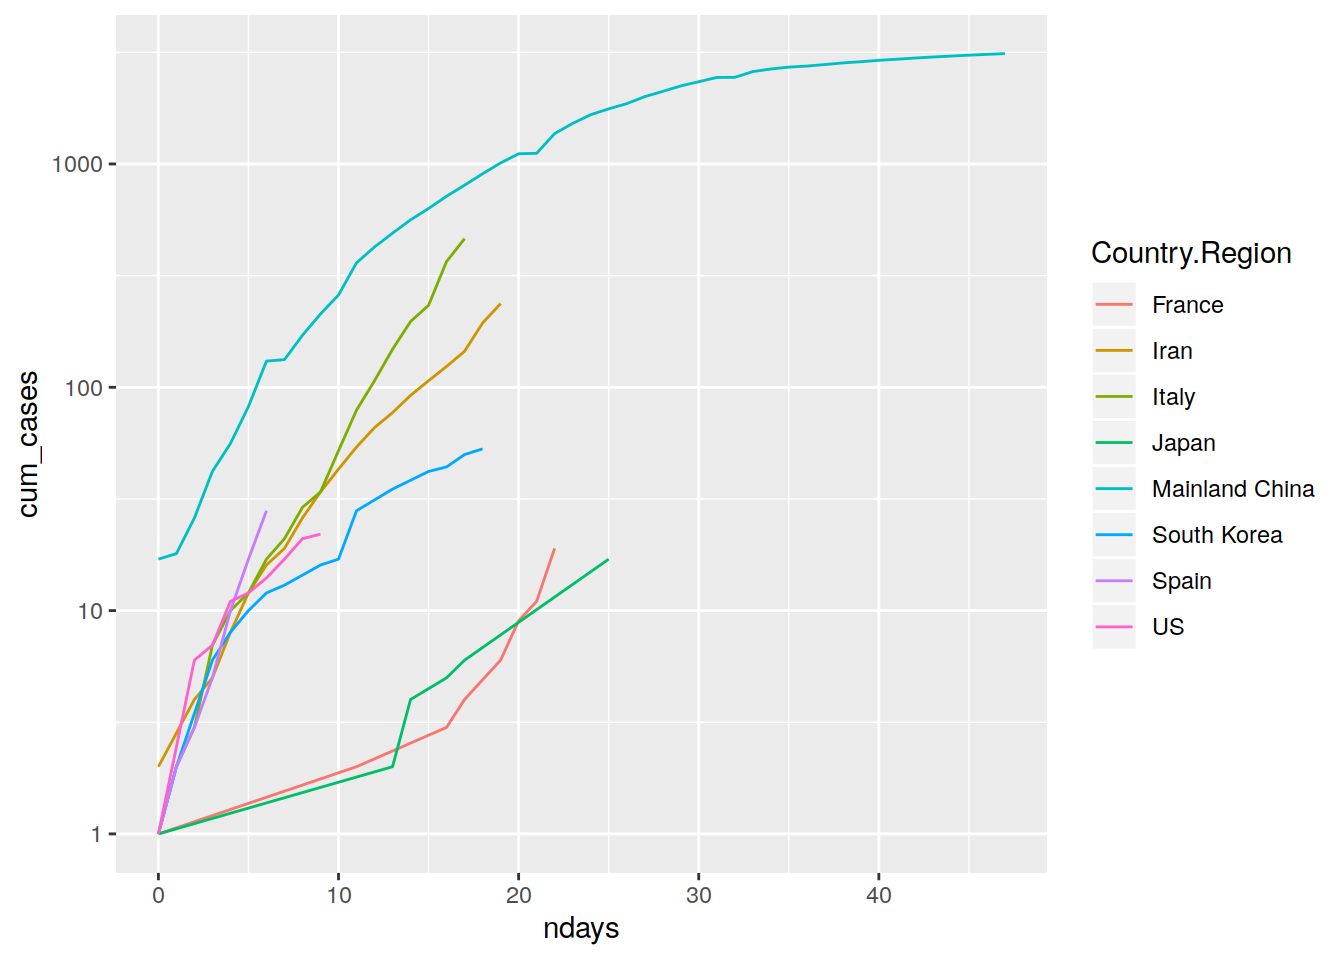 cum_cases
1000
100
10
1
0 10 20 30 40
ndays
Country.Region
France
Iran
Italy
Japan
Mainland China
South Korea
Spain
US